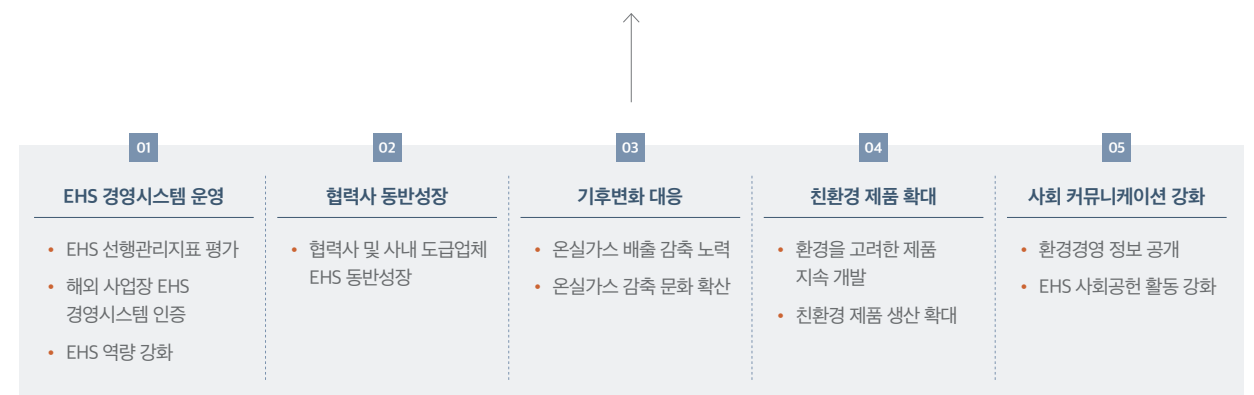 01
EHS 경영시스템 운영
• EHS 선행관리지표 평가
• 해외 사업장 EHS
경영시스템 인증
• EHS 역량 강화
02
협력사 동반성장
• 협력사 및 사내 도급업체
EHS 동반성장
03
기후변화 대응
• 온실가스 배출 감축 노력
• 온실가스 감축 문화 확산
04
친환경 제품 확대
• 환경을 고려한 제품
지속 개발
• 친환경 제품 생산 확대
05
사회 커뮤니케이션 강화
• 환경경영 정보 공개
• EHS 사회공헌 활동 강화